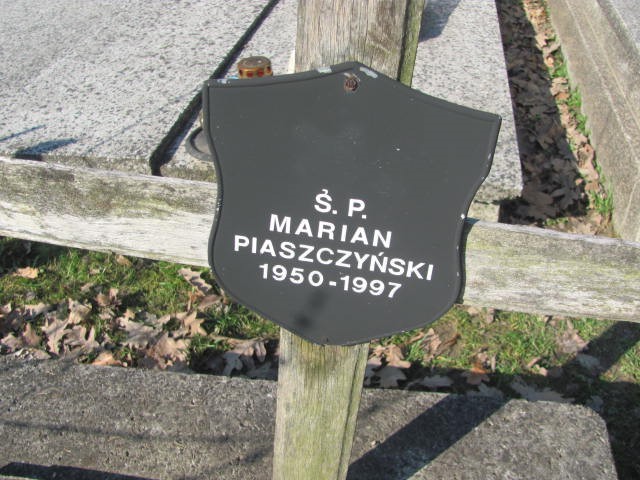 Ś. P.
MARIAN
PIASZCZYŃSKI
1950-1997